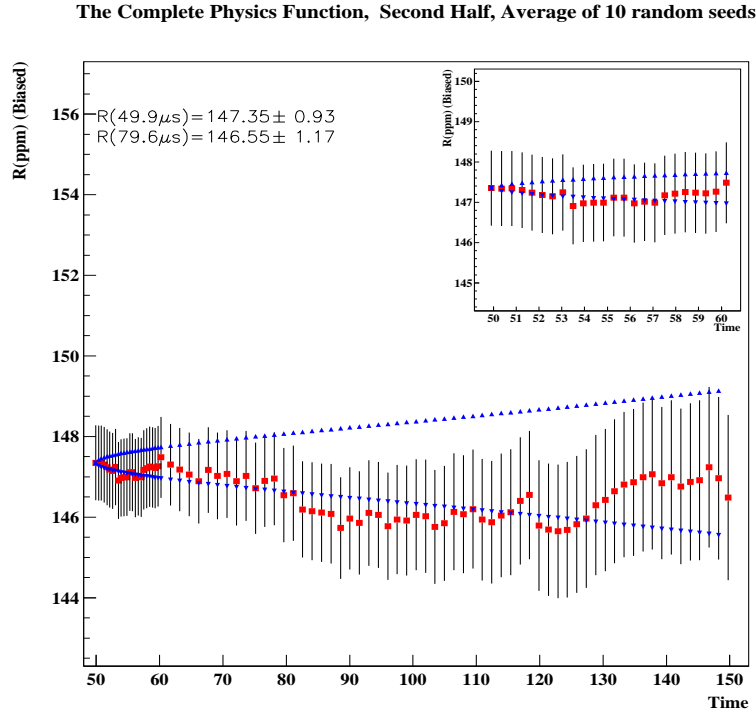 The Complete Physics Function,  Second Half, Average of 10 random seeds
R(ppm) (Biased)
156
154
152
150
148
146
144
R(49.9μs)=147.35± 0.93
R(79.6μs)=146.55± 1.17
R(ppm) (Biased)
150
149
148
147
146
145
144
50 51 52 53 54 55 56 57 58 59 60
Time
50 60 70 80 90 100 110 120 130 140 150
Time